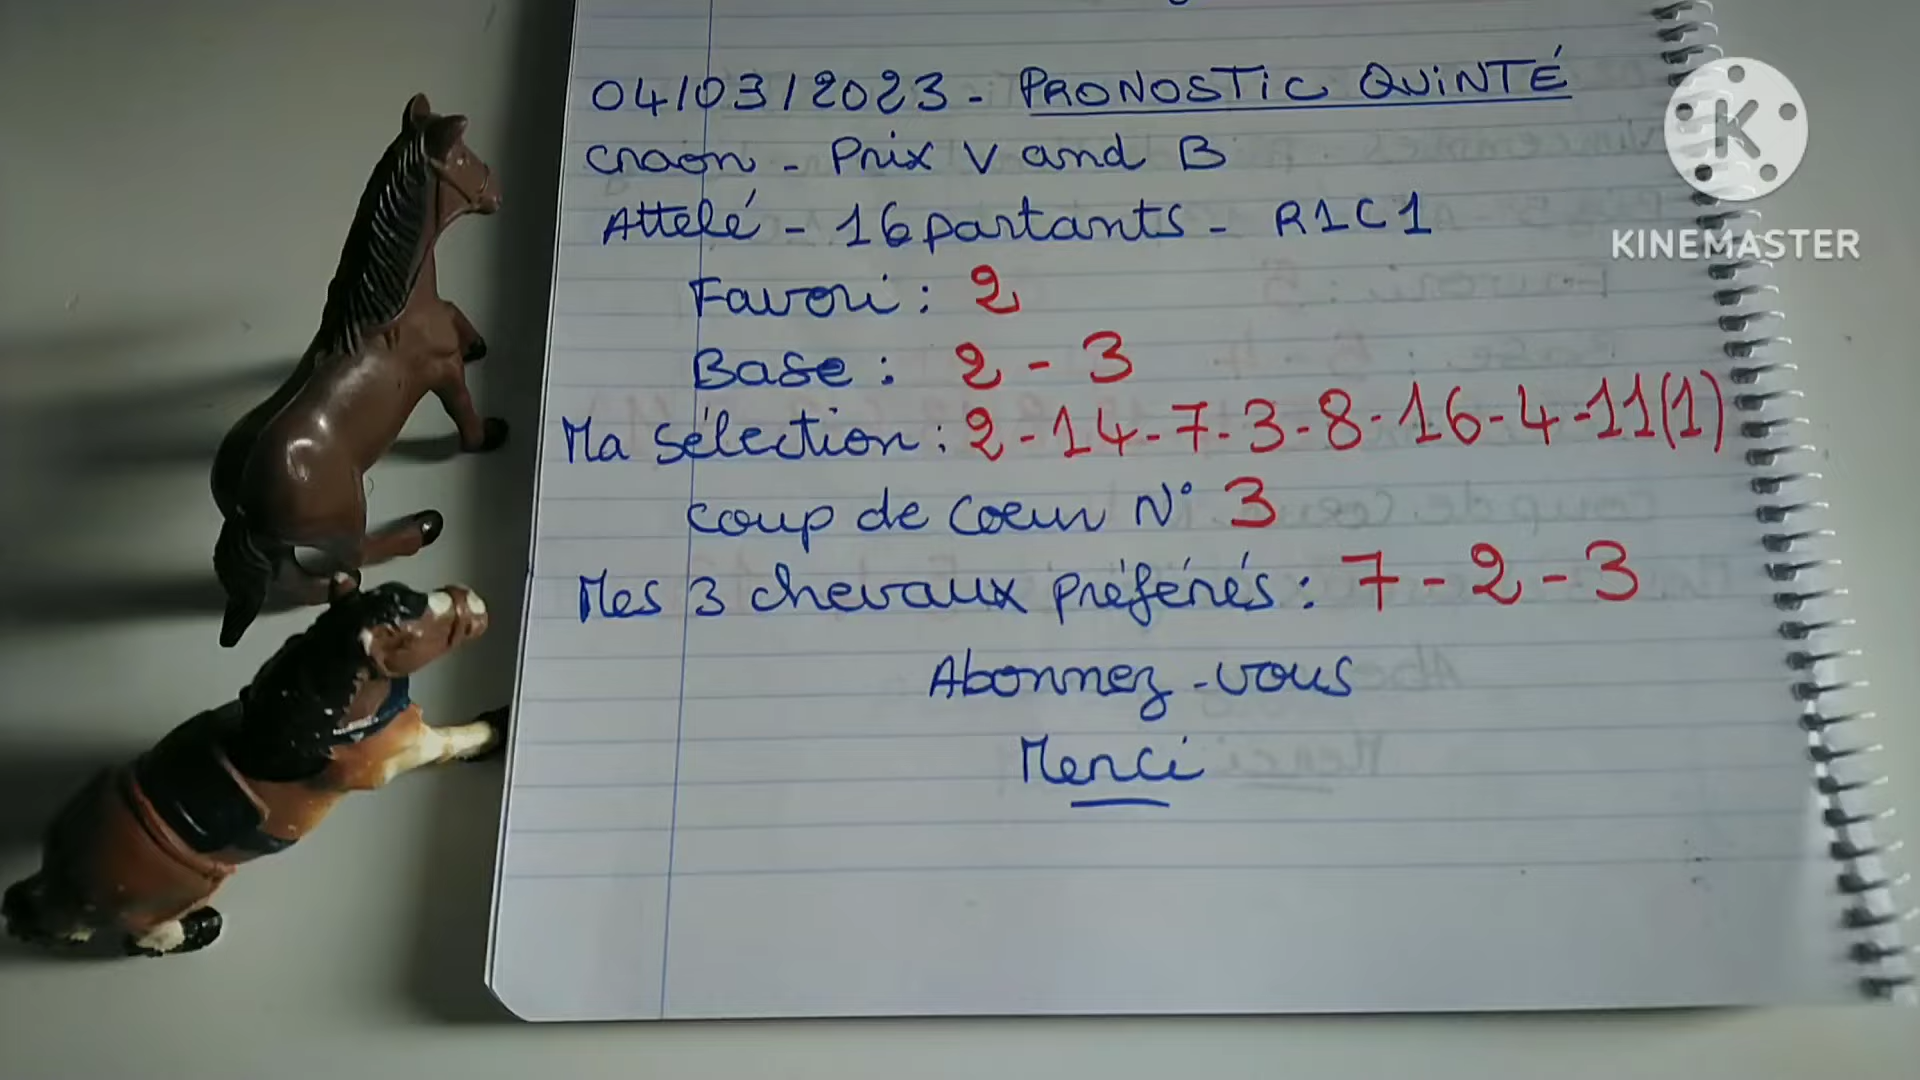 04/03/2023 - PRONOSTIC QUINTÉ
Craon - Prix V and B
Attelé - 16 partants - R1C1
Favori : 2
Base : 2 - 3
Ma sélection : 2 - 14 - 7 - 3 - 8 - 16 - 4 - 11 (1)
coup de coeur N° 3
Mes 3 chevaux préférés : 7 - 2 - 3
Abonnez-vous
Merci
K
KINEMASTER